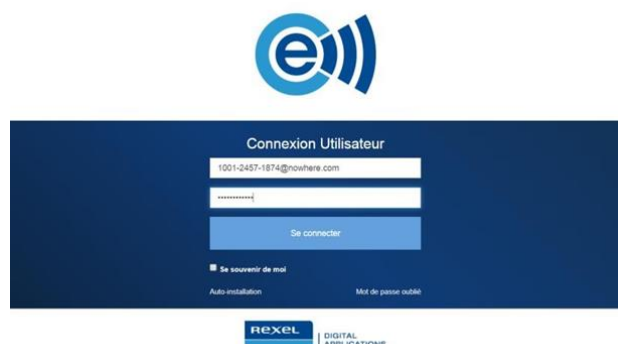 e
Connexion Utilisateur
1001-2457-1874@nowhere.com
************
Se connecter
Se souvenir de moi
Auto-installation Mot de passe oublié
REXEL
DIGITAL
APPLICATIONS